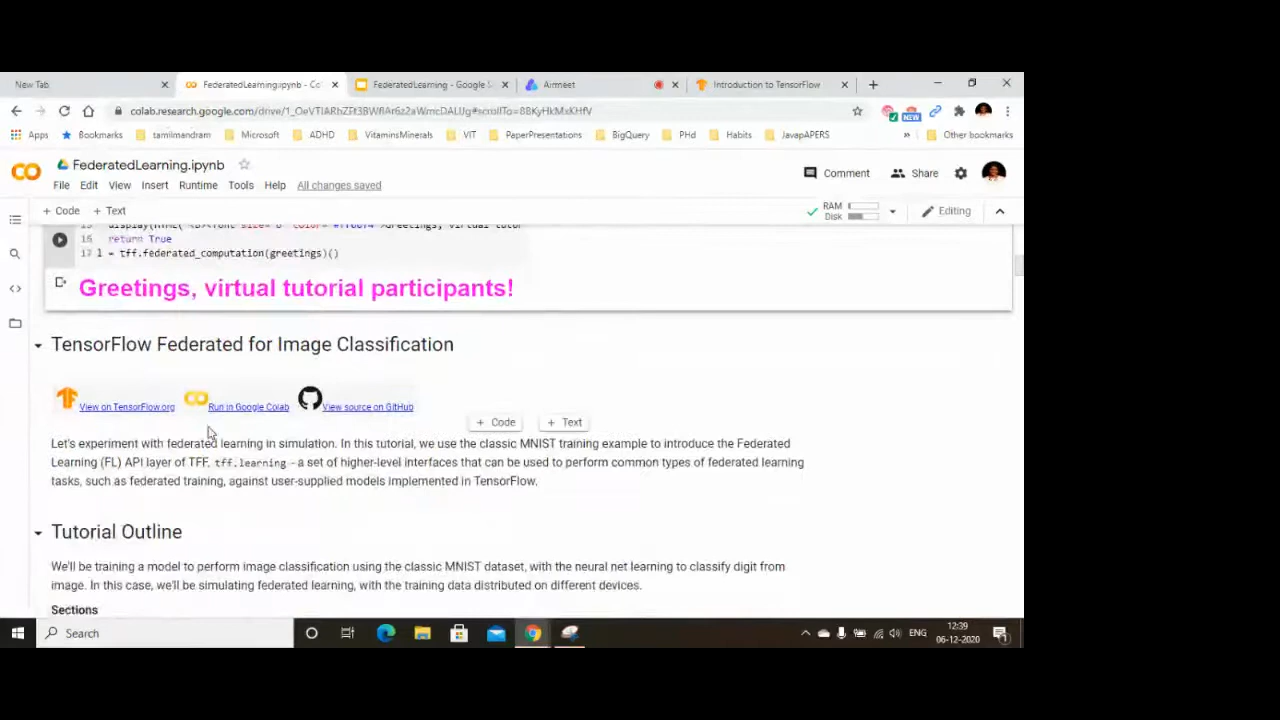 New Tab
FederatedLearning.ipynb - Co
FederatedLearning - Google S
Airmeet
Introduction to TensorFlow
Apps
Bookmarks
tamilmandram
Microsoft
ADHD
VitaminsMinerals
VIT
PaperPresentations
BigQuery
PHd
Habits
JavapAPERS
»
Other bookmarks
FederatedLearning.ipynb
Comment
Share
File Edit View Insert Runtime Tools Help All changes saved
+ Code + Text
RAM
Disk
Editing
16 return True
17 l = tff.federated_computation(greetings)()
Greetings, virtual tutorial participants!
TensorFlow Federated for Image Classification
View on TensorFlow.org
Run in Google Colab
View source on GitHub
+ Code + Text
Let's experiment with federated learning in simulation. In this tutorial, we use the classic MNIST training example to introduce the Federated
Learning (FL) API layer of TFF, tff.learning - a set of higher-level interfaces that can be used to perform common types of federated learning
tasks, such as federated training, against user-supplied models implemented in TensorFlow.
Tutorial Outline
We'll be training a model to perform image classification using the classic MNIST dataset, with the neural net learning to classify digit from
image. In this case, we'll be simulating federated learning, with the training data distributed on different devices.
Sections
Search
ENG
12:39
06-12-2020